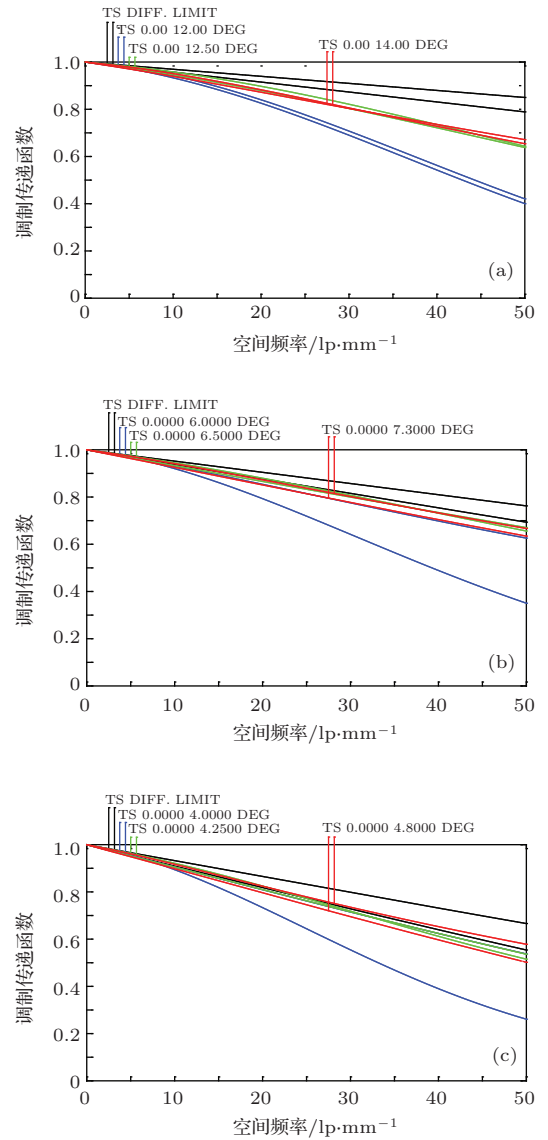 TS DIFF. LIMIT
TS 0.00 12.00 DEG
TS 0.00 12.50 DEG
TS 0.00 14.00 DEG
1.0
0.8
0.6
0.4
0.2
0
调制传递函数
(a)
0 10 20 30 40 50
空间频率/lp·mm⁻¹
TS DIFF. LIMIT
TS 0.0000 6.0000 DEG
TS 0.0000 6.5000 DEG
TS 0.0000 7.3000 DEG
1.0
0.8
0.6
0.4
0.2
0
调制传递函数
(b)
0 10 20 30 40 50
空间频率/lp·mm⁻¹
TS DIFF. LIMIT
TS 0.0000 4.0000 DEG
TS 0.0000 4.2500 DEG
TS 0.0000 4.8000 DEG
1.0
0.8
0.6
0.4
0.2
0
调制传递函数
(c)
0 10 20 30 40 50
空间频率/lp·mm⁻¹